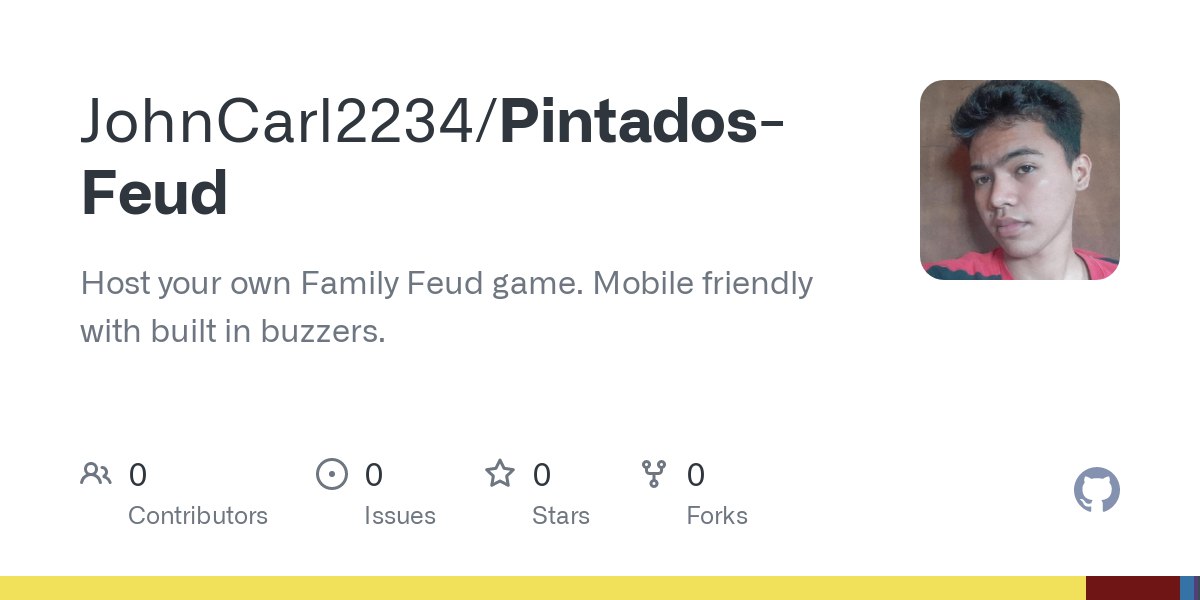 JohnCarl2234/Pintados-
Feud
Host your own Family Feud game. Mobile friendly
with built in buzzers.
0 0 0 0
Contributors Issues Stars Forks